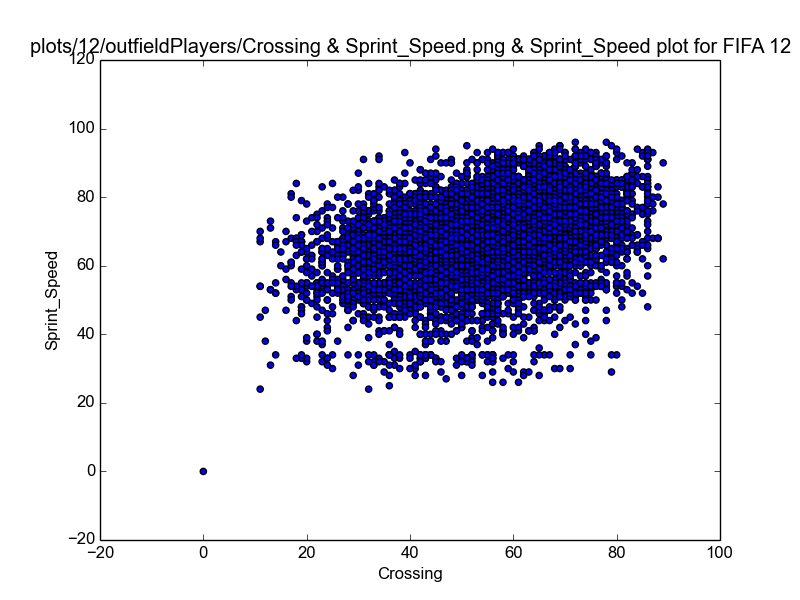 plots/12/outfieldPlayers/Crossing & Sprint_Speed.png & Sprint_Speed plot for FIFA 12
120
100
80
60
40
20
0
−20
Sprint_Speed
−20 0 20 40 60 80 100
Crossing